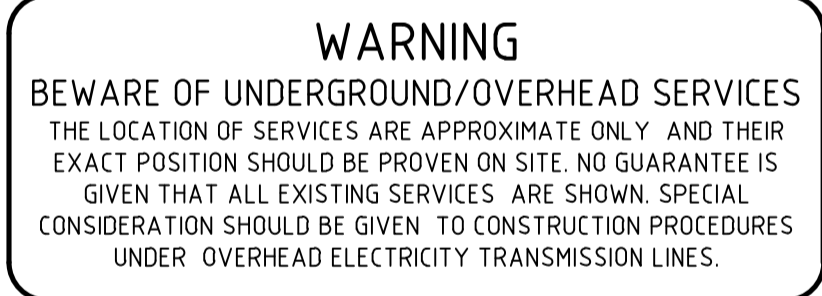 WARNING
BEWARE OF UNDERGROUND/OVERHEAD SERVICES
THE LOCATION OF SERVICES ARE APPROXIMATE ONLY AND THEIR
EXACT POSITION SHOULD BE PROVEN ON SITE. NO GUARANTEE IS
GIVEN THAT ALL EXISTING SERVICES ARE SHOWN. SPECIAL
CONSIDERATION SHOULD BE GIVEN TO CONSTRUCTION PROCEDURES
UNDER OVERHEAD ELECTRICITY TRANSMISSION LINES.